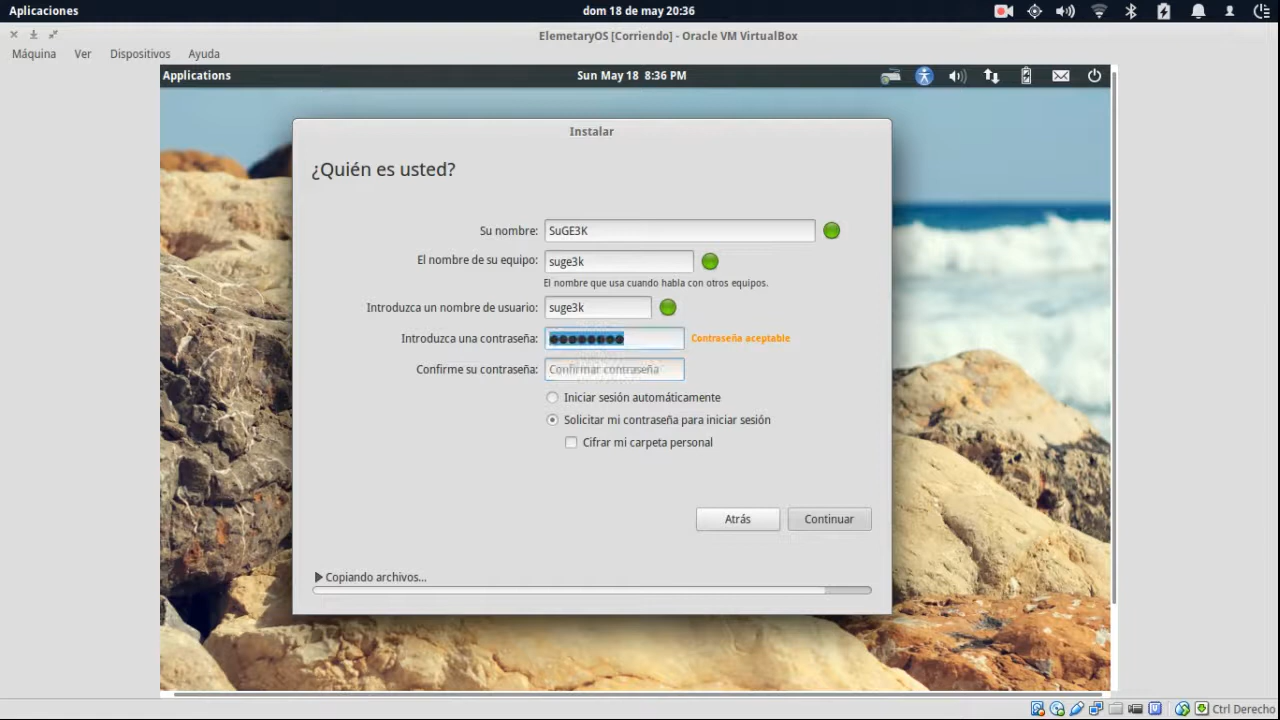 Aplicaciones dom 18 de may 20:36
ElemetaryOS [Corriendo] - Oracle VM VirtualBox
Máquina Ver Dispositivos Ayuda
Applications Sun May 18 8:36 PM
Instalar
¿Quién es usted?
Su nombre: SuGE3K
El nombre de su equipo: suge3k
El nombre que usa cuando habla con otros equipos.
Introduzca un nombre de usuario: suge3k
Introduzca una contraseña: ●●●●●●●● Contraseña aceptable
Confirme su contraseña: Confirmar contraseña
Iniciar sesión automáticamente
Solicitar mi contraseña para iniciar sesión
Cifrar mi carpeta personal
Atrás Continuar
Copiando archivos...
Ctrl Derecho